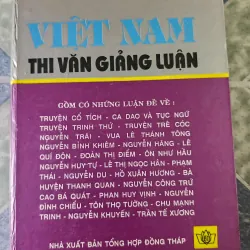 VIỆT NAM
THI VĂN GIẢNG LUẬN
GỒM CÓ NHỮNG LUẬN ĐỀ VỀ :
TRUYỆN CỔ TÍCH - CA DAO VÀ TỤC NGỮ
TRUYỆN TRINH THỬ - TRUYỆN TRÊ CÓC
NGUYỄN TRÃI - VUA LÊ THÁNH TÔNG
NGUYỄN BỈNH KHIÊM - NGUYỄN HÃNG - LÊ
QUÍ ĐÔN - ĐOÀN THỊ ĐIỂM - ÔN NHƯ HẦU
NGUYỄN HUY TỰ - LÊ THỊ NGỌC HÂN - PHẠM
THÁI - NGUYỄN DU - HỒ XUÂN HƯƠNG - BÀ
HUYỆN THANH QUAN - NGUYỄN CÔNG TRỨ
CAO BÁ QUÁT - PHAN HUY VỊNH - NGUYỄN
ĐÌNH CHIỂU - TÔN THỌ TƯỜNG - CHU MẠNH
TRINH - NGUYỄN KHUYẾN - TRẦN TẾ XƯƠNG
NHÀ XUẤT BẢN TỔNG HỢP ĐỒNG THÁP